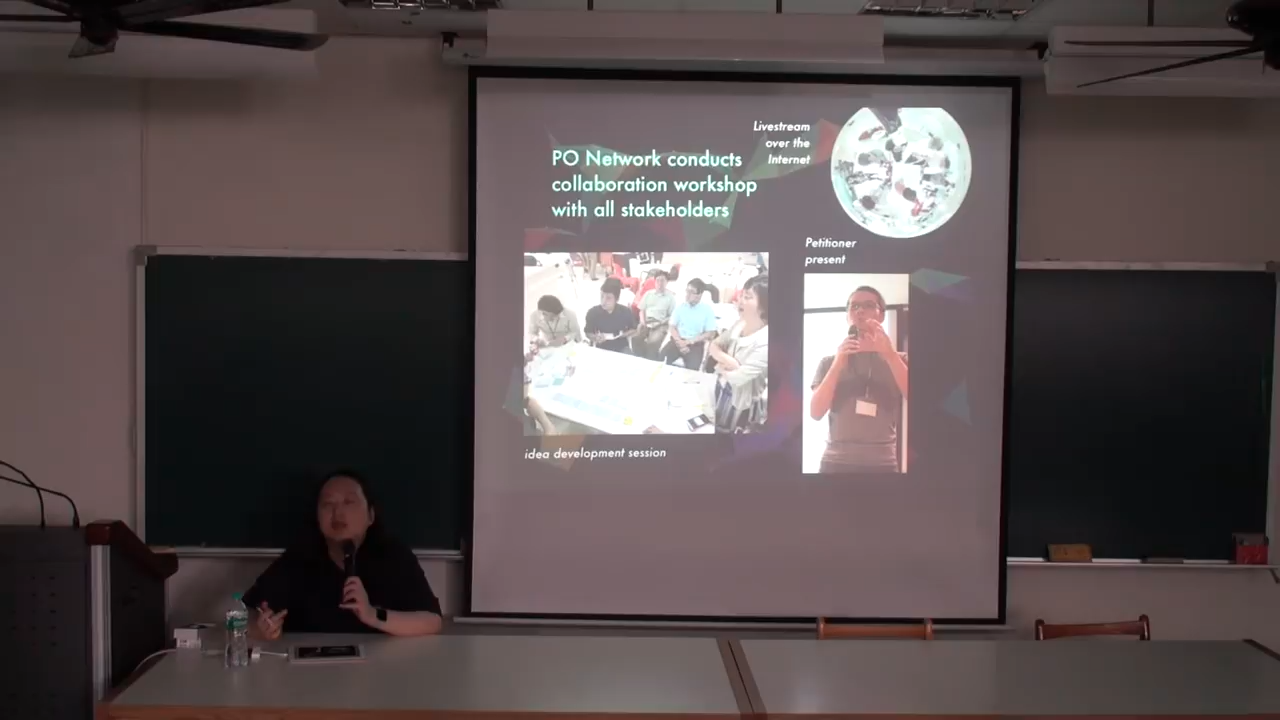 Livestream
over the
Internet
PO Network conducts
collaboration workshop
with all stakeholders
Petitioner
present
idea development session